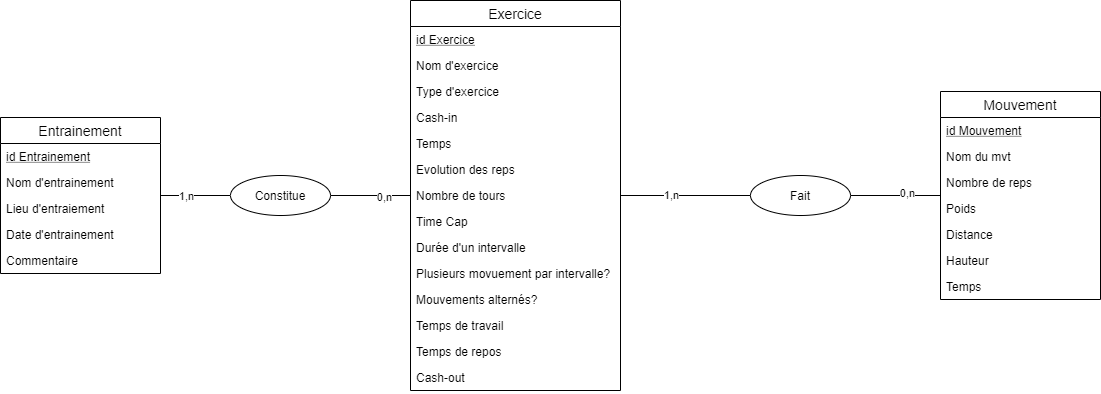 Entrainement
id Entrainement
Nom d'entrainement
Lieu d'entraiement
Date d'entrainement
Commentaire
1,n
Constitue
0,n
Exercice
id Exercice
Nom d'exercice
Type d'exercice
Cash-in
Temps
Evolution des reps
Nombre de tours
Time Cap
Durée d'un intervalle
Plusieurs movuement par intervalle?
Mouvements alternés?
Temps de travail
Temps de repos
Cash-out
1,n
Fait
0,n
Mouvement
id Mouvement
Nom du mvt
Nombre de reps
Poids
Distance
Hauteur
Temps